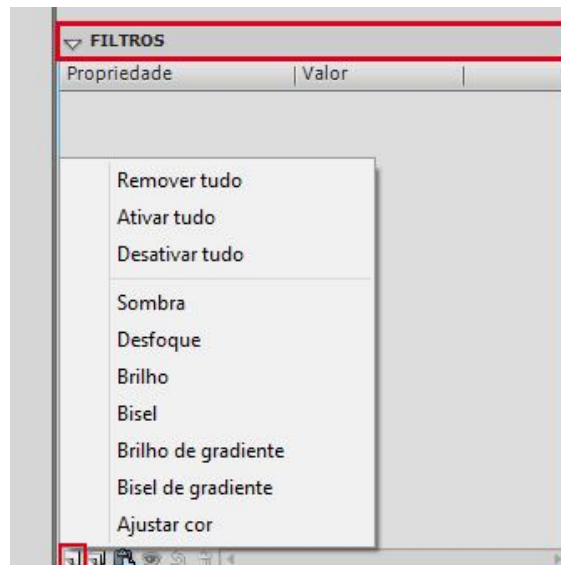 FILTROS
Propriedade Valor
Remover tudo
Ativar tudo
Desativar tudo
Sombra
Desfoque
Brilho
Bisel
Brilho de gradiente
Bisel de gradiente
Ajustar cor